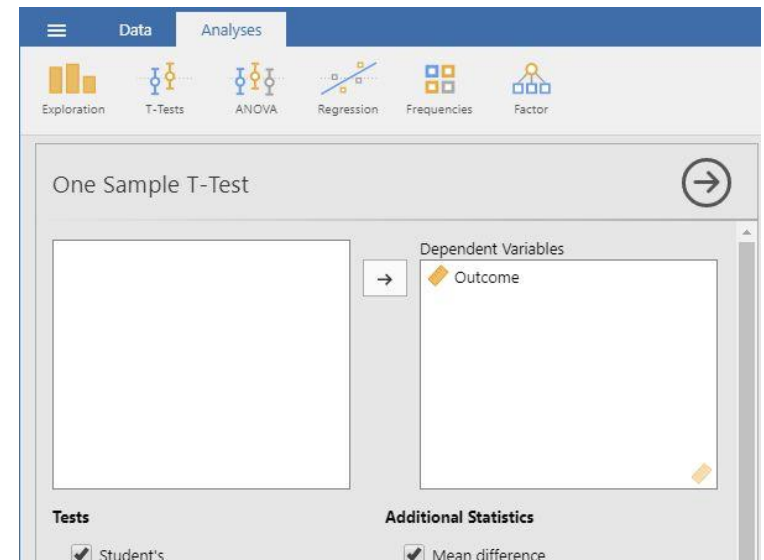 Data Analyses
Exploration T-Tests ANOVA Regression Frequencies Factor
One Sample T-Test
Dependent Variables
Outcome
Tests Additional Statistics
Student's Mean difference